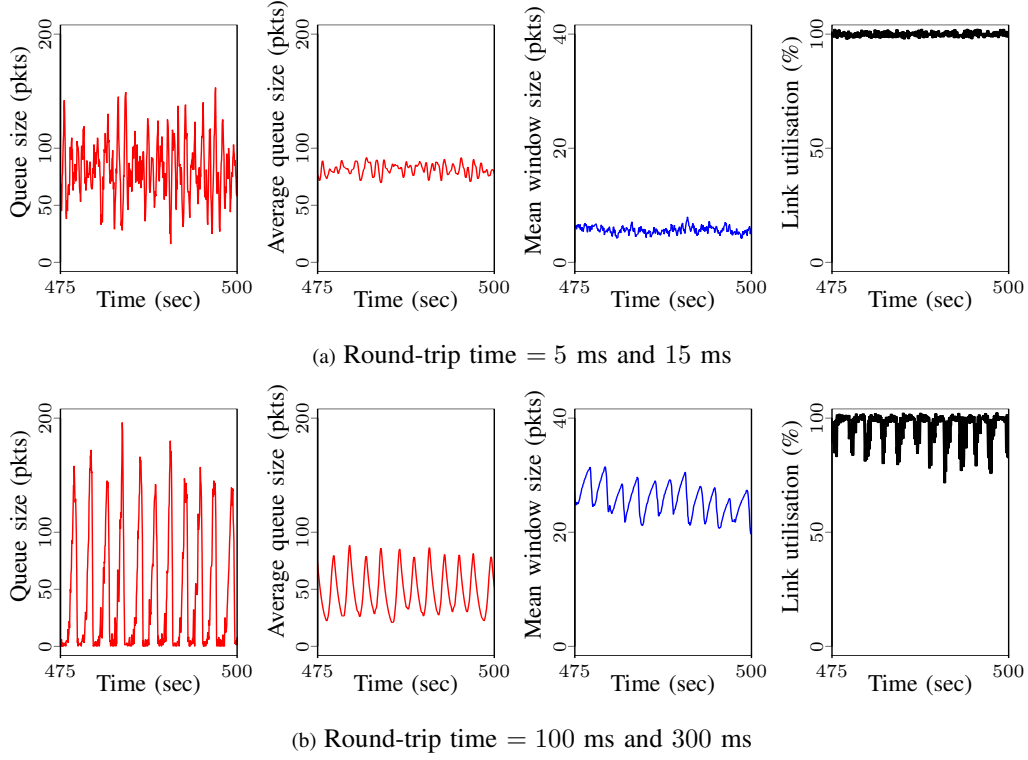 Queue size (pkts)
0 50 100 200
475 500
Time (sec)
Average queue size (pkts)
0 50 100 200
475 500
Time (sec)
Mean window size (pkts)
0 20 40
475 500
Time (sec)
Link utilisation (%)
0 50 100
475 500
Time (sec)
(a) Round-trip time = 5 ms and 15 ms
Queue size (pkts)
0 50 100 200
475 500
Time (sec)
Average queue size (pkts)
0 50 100 200
475 500
Time (sec)
Mean window size (pkts)
0 20 40
475 500
Time (sec)
Link utilisation (%)
0 50 100
475 500
Time (sec)
(b) Round-trip time = 100 ms and 300 ms